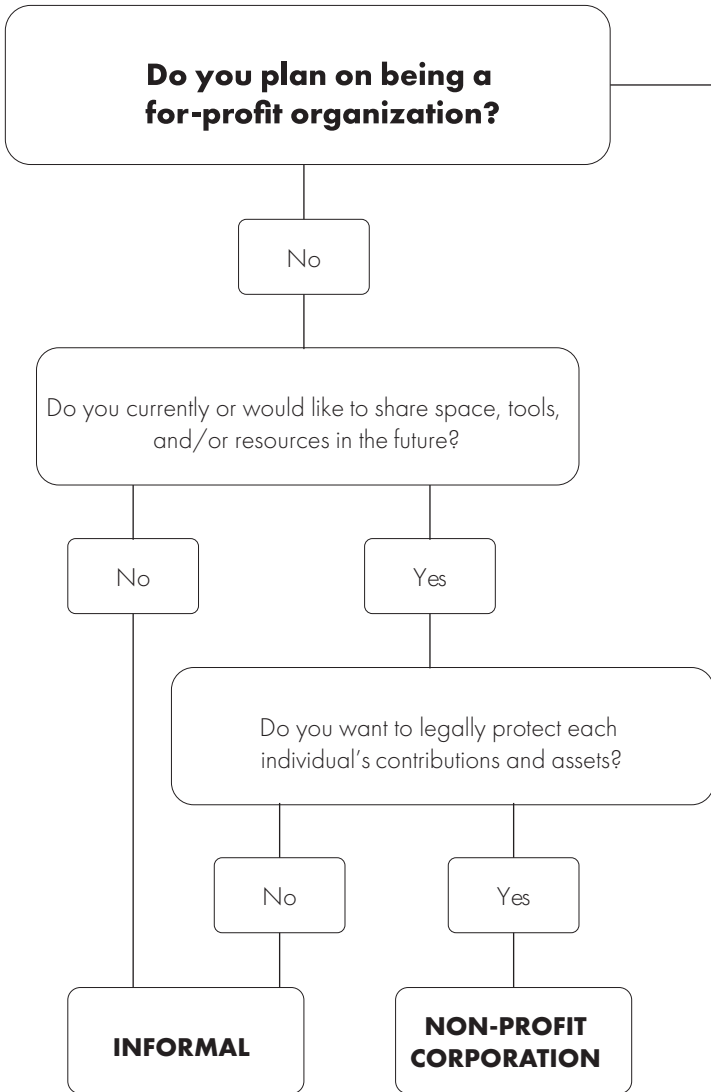 Do you plan on being a
for-profit organization?
No
Do you currently or would like to share space, tools,
and/or resources in the future?
No
Yes
Do you want to legally protect each
individual’s contributions and assets?
No
Yes
INFORMAL
NON-PROFIT
CORPORATION